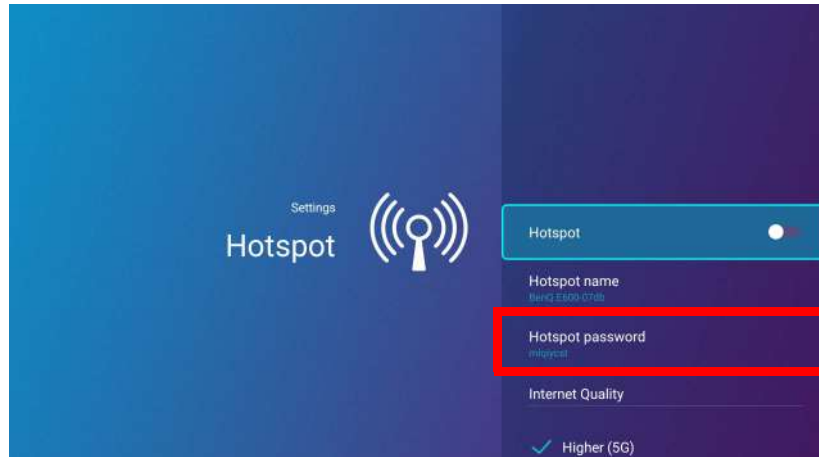 Settings
Hotspot
Hotspot
Hotspot name
BenQ E600-07db
Hotspot password
Internet Quality
Higher (5G)